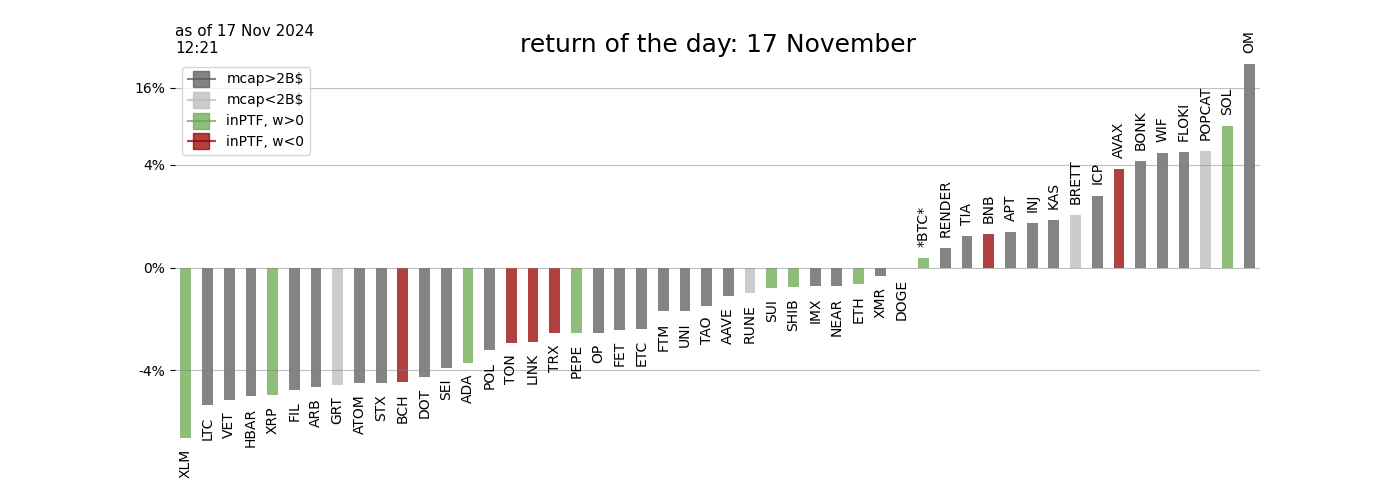 as of 17 Nov 2024
12:21
return of the day: 17 November
mcap>2B$
mcap<2B$
inPTF, w>0
inPTF, w<0
16%
4%
0%
-4%
XLM
LTC
VET
HBAR
XRP
FIL
ARB
GRT
ATOM
STX
BCH
DOT
SEI
ADA
POL
TON
LINK
TRX
PEPE
OP
FET
ETC
FTM
UNI
TAO
AAVE
RUNE
SUI
SHIB
IMX
NEAR
ETH
XMR
DOGE
*BTC*
RENDER
TIA
BNB
APT
INJ
KAS
BRETT
ICP
AVAX
BONK
WIF
FLOKI
POPCAT
SOL
OM